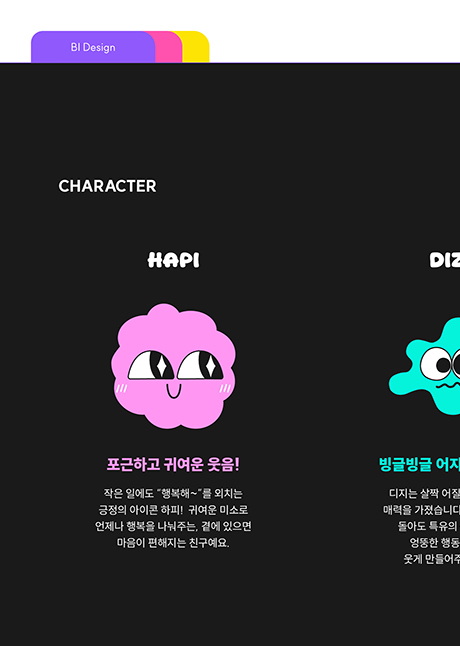 BI Design
CHARACTER
HAPI
포근하고 귀여운 웃음!
작은 일에도 “행복해~”를 외치는
긍정의 아이콘 하피! 귀여운 미소로
언제나 행복을 나눠주는, 곁에 있으면
마음이 편해지는 친구예요.
DIZ
빙글빙글 어지
디지는 살짝 어질
매력을 가졌습니다
돌아도 특유의
엉뚱한 행동
웃게 만들어주